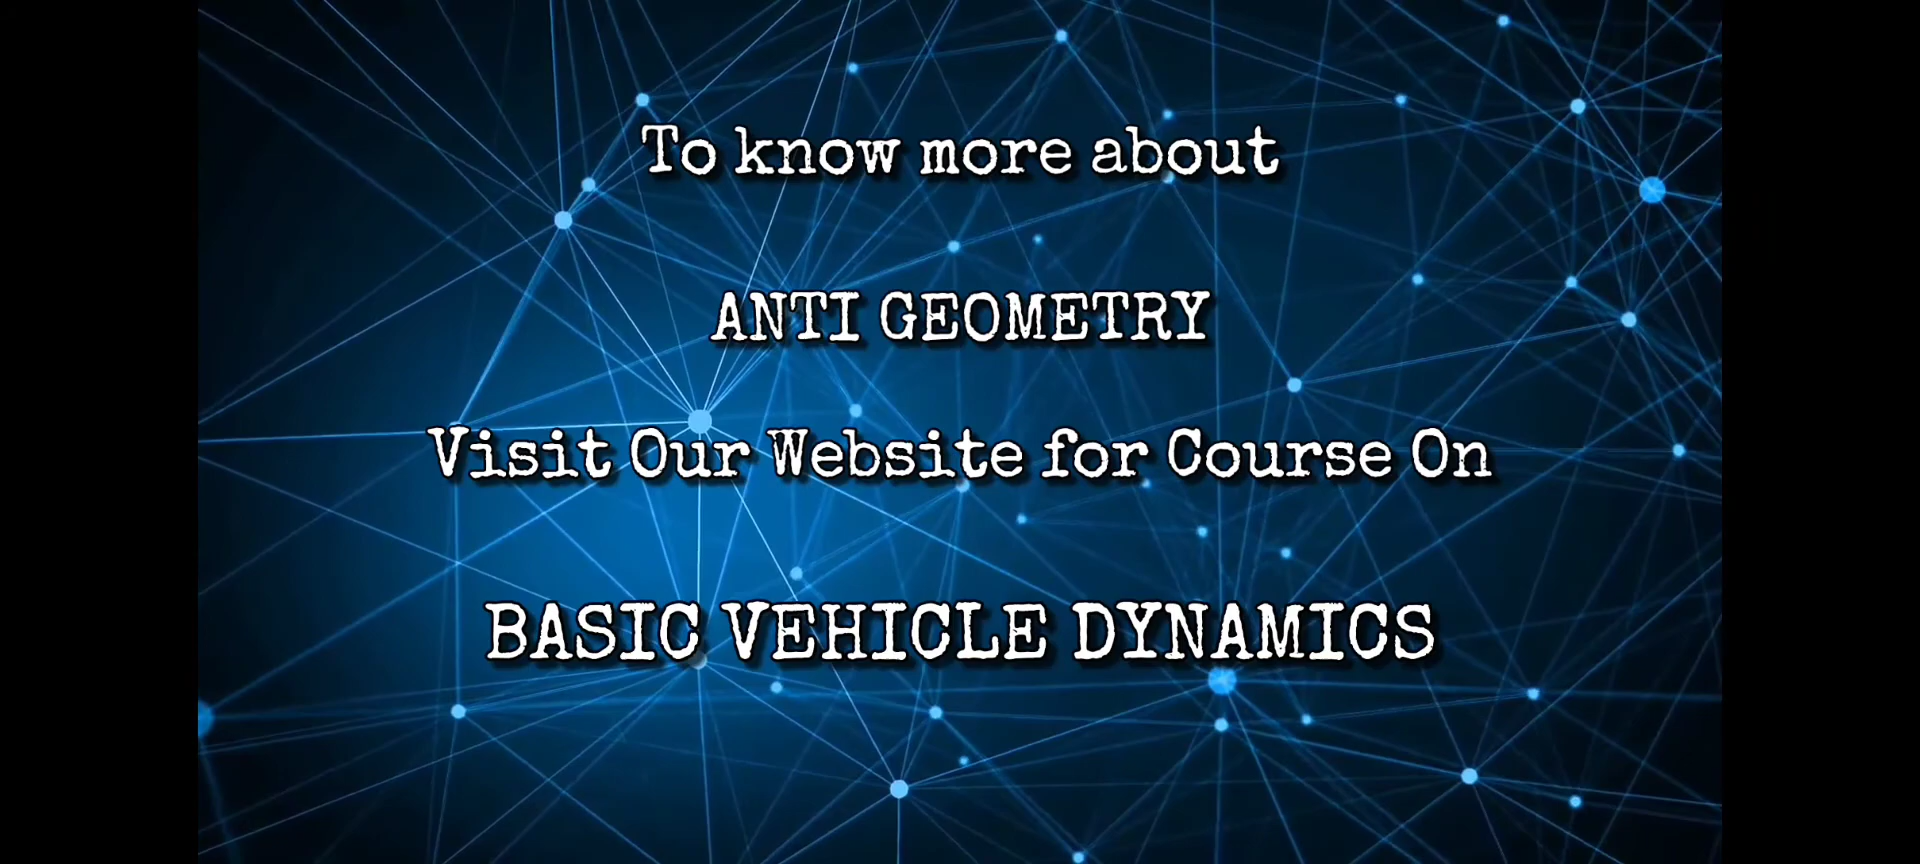 To know more about
ANTI GEOMETRY
Visit Our Website for Course On
BASIC VEHICLE DYNAMICS